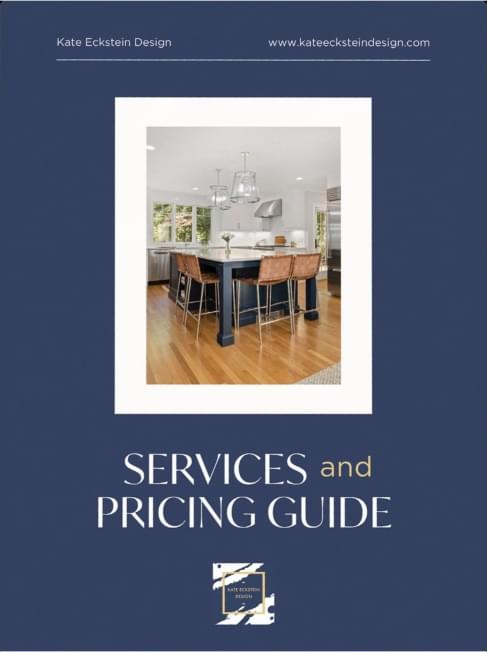 Kate Eckstein Design
www.kateecksteindesign.com
SERVICES and
PRICING GUIDE
KATE ECKSTEIN
DESIGN